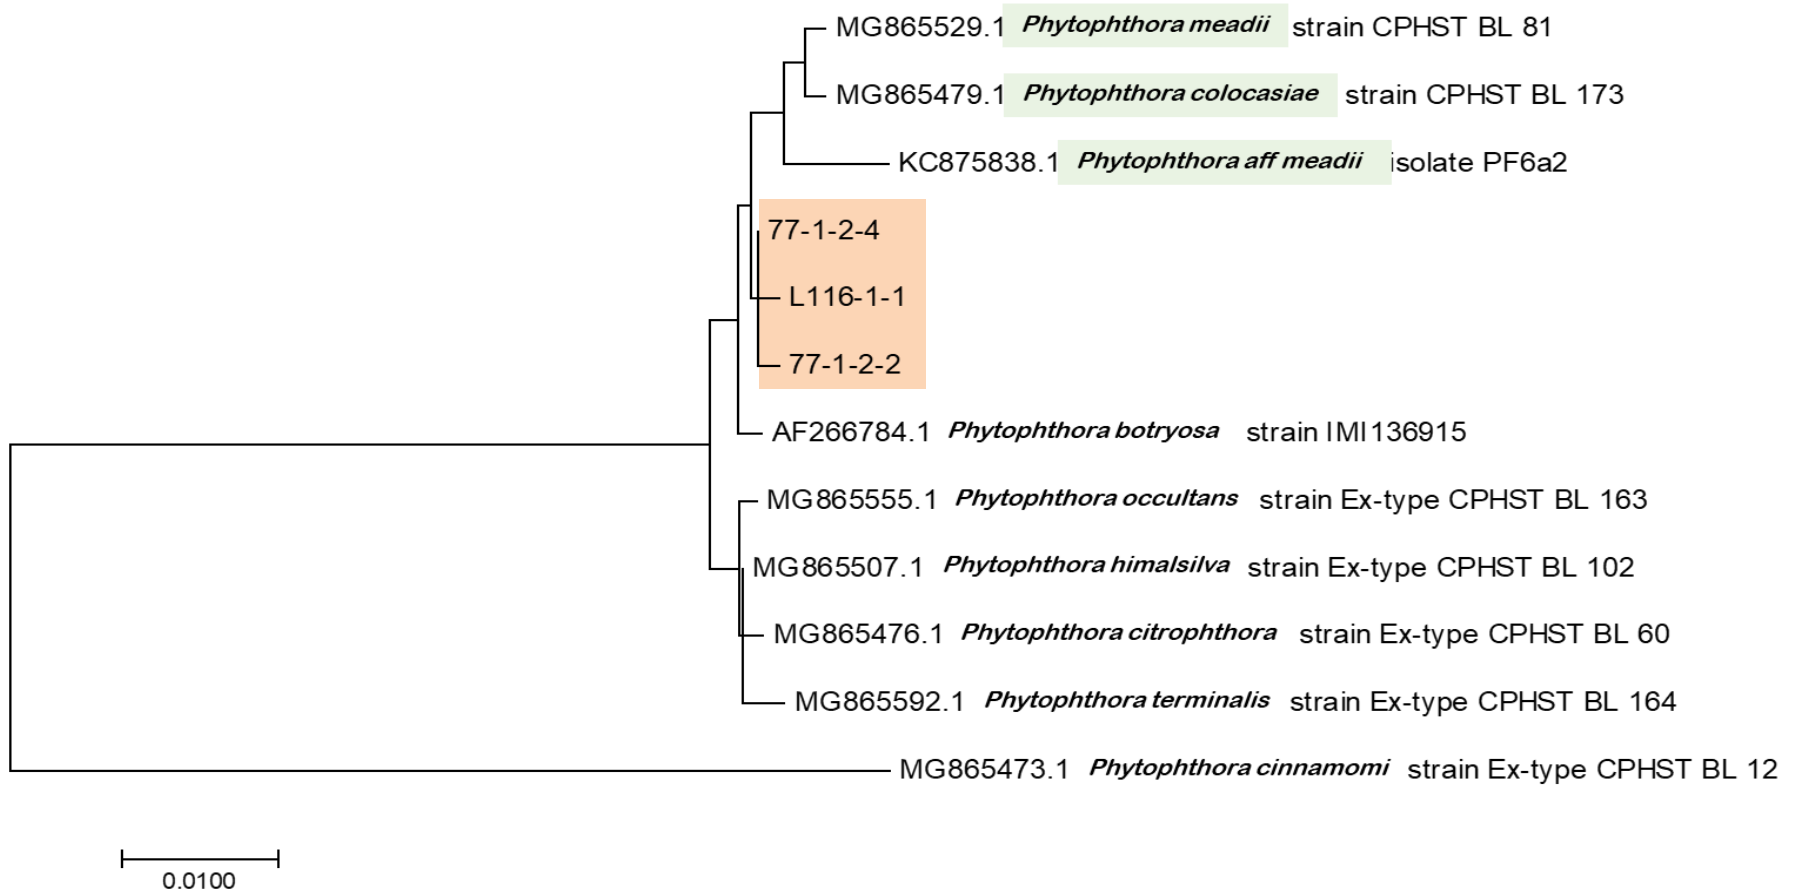 MG865529.1 Phytophthora meadii strain CPHST BL 81
MG865479.1 Phytophthora colocasiae strain CPHST BL 173
KC875838.1 Phytophthora aff meadii isolate PF6a2
77-1-2-4
L116-1-1
77-1-2-2
AF266784.1 Phytophthora botryosa strain IMI136915
MG865555.1 Phytophthora occultans strain Ex-type CPHST BL 163
MG865507.1 Phytophthora himalsilva strain Ex-type CPHST BL 102
MG865476.1 Phytophthora citrophthora strain Ex-type CPHST BL 60
MG865592.1 Phytophthora terminalis strain Ex-type CPHST BL 164
MG865473.1 Phytophthora cinnamomi strain Ex-type CPHST BL 12
0.0100